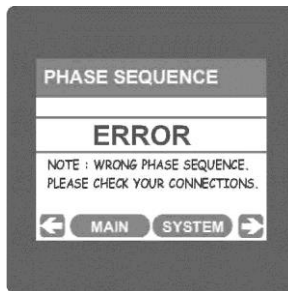 PHASE SEQUENCE
ERROR
NOTE : WRONG PHASE SEQUENCE.
PLEASE CHECK YOUR CONNECTIONS.
MAIN SYSTEM